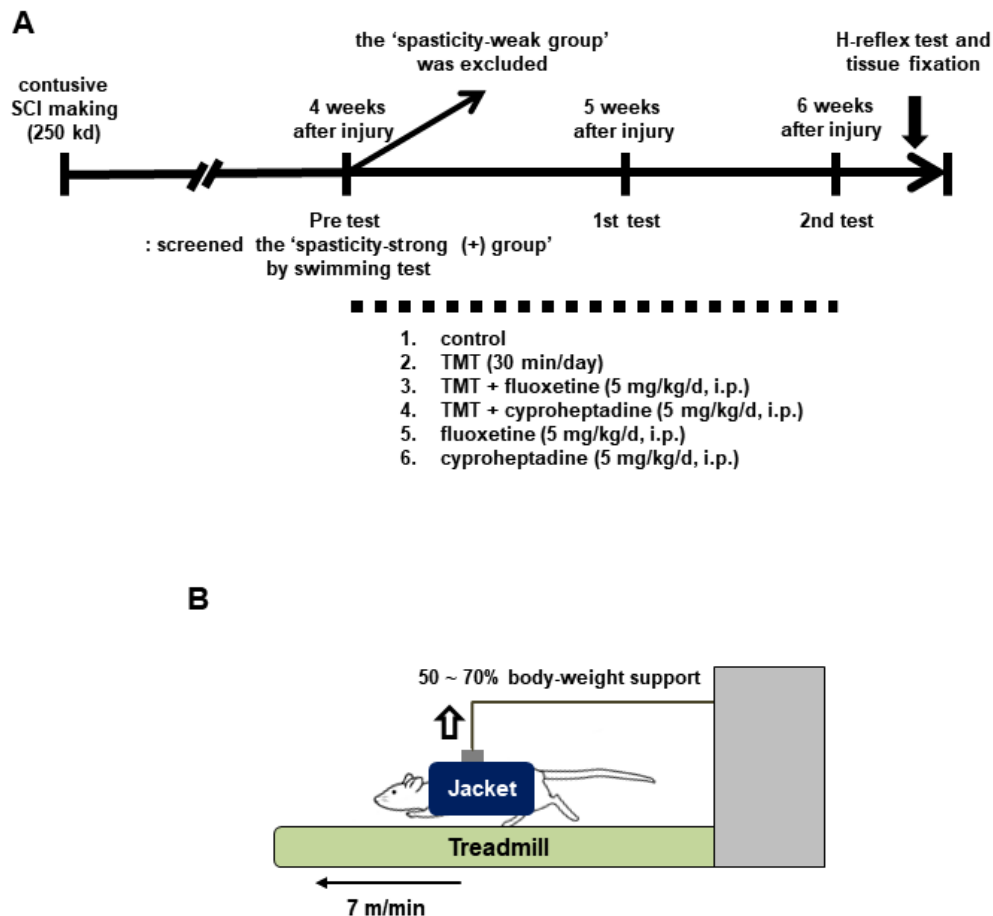 A
the 'spasticity-weak group'
was excluded
H-reflex test and
tissue fixation
contusive
SCI making
(250 kd)
4 weeks
after injury
5 weeks
after injury
6 weeks
after injury
Pre test
: screened the 'spasticity-strong (+) group'
by swimming test
1st test
2nd test
1. control
2. TMT (30 min/day)
3. TMT + fluoxetine (5 mg/kg/d, i.p.)
4. TMT + cyproheptadine (5 mg/kg/d, i.p.)
5. fluoxetine (5 mg/kg/d, i.p.)
6. cyproheptadine (5 mg/kg/d, i.p.)
B
50 ~ 70% body-weight support
Jacket
Treadmill
7 m/min